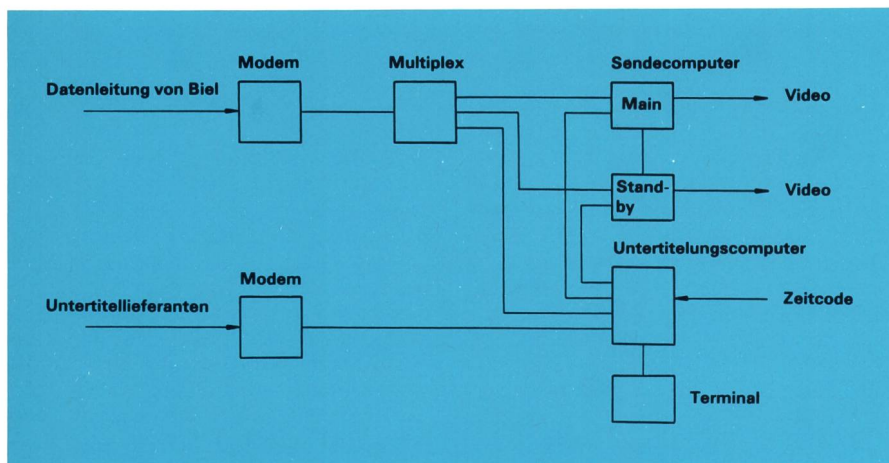 Modem
Multiplex
Sendecomputer
Datenleitung von Biel
Main
Video
Stand-
by
Video
Untertitelungscomputer
Modem
Untertitellieferanten
Zeitcode
Terminal